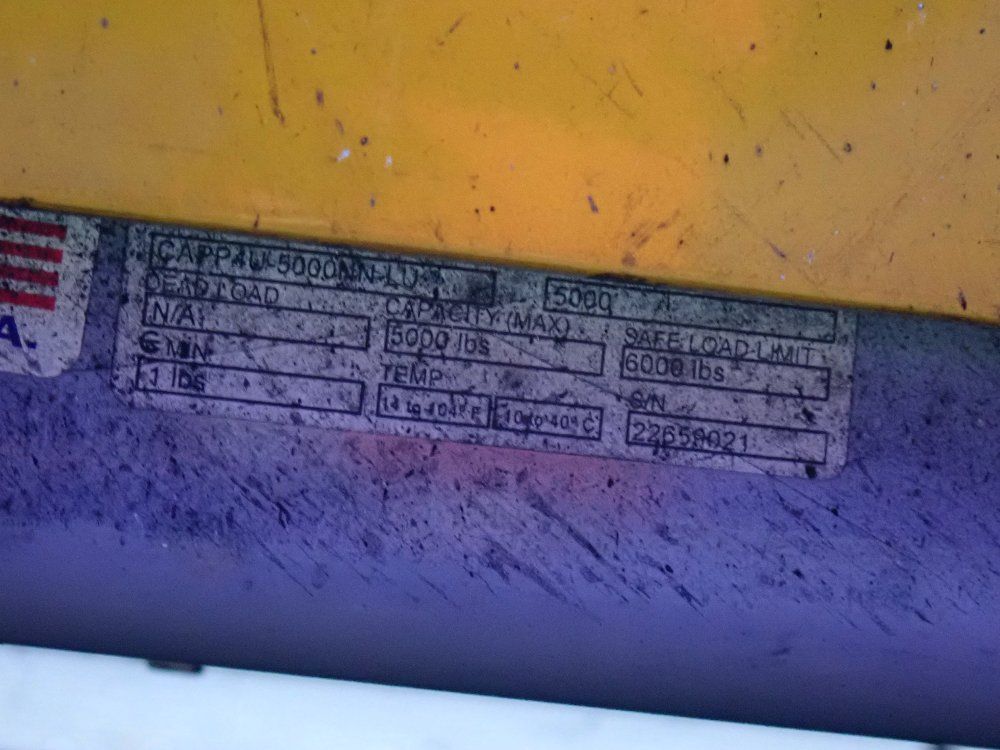 CAPP4U-5000NN-LU
5000 A
DEAD LOAD CAPACITY (MAX) SAFE LOAD LIMIT
N/A 5000 lbs 6000 lbs
e MIN TEMP S/N
1 lbs 14 to 104° F -10 to 40° C 22659021
A.